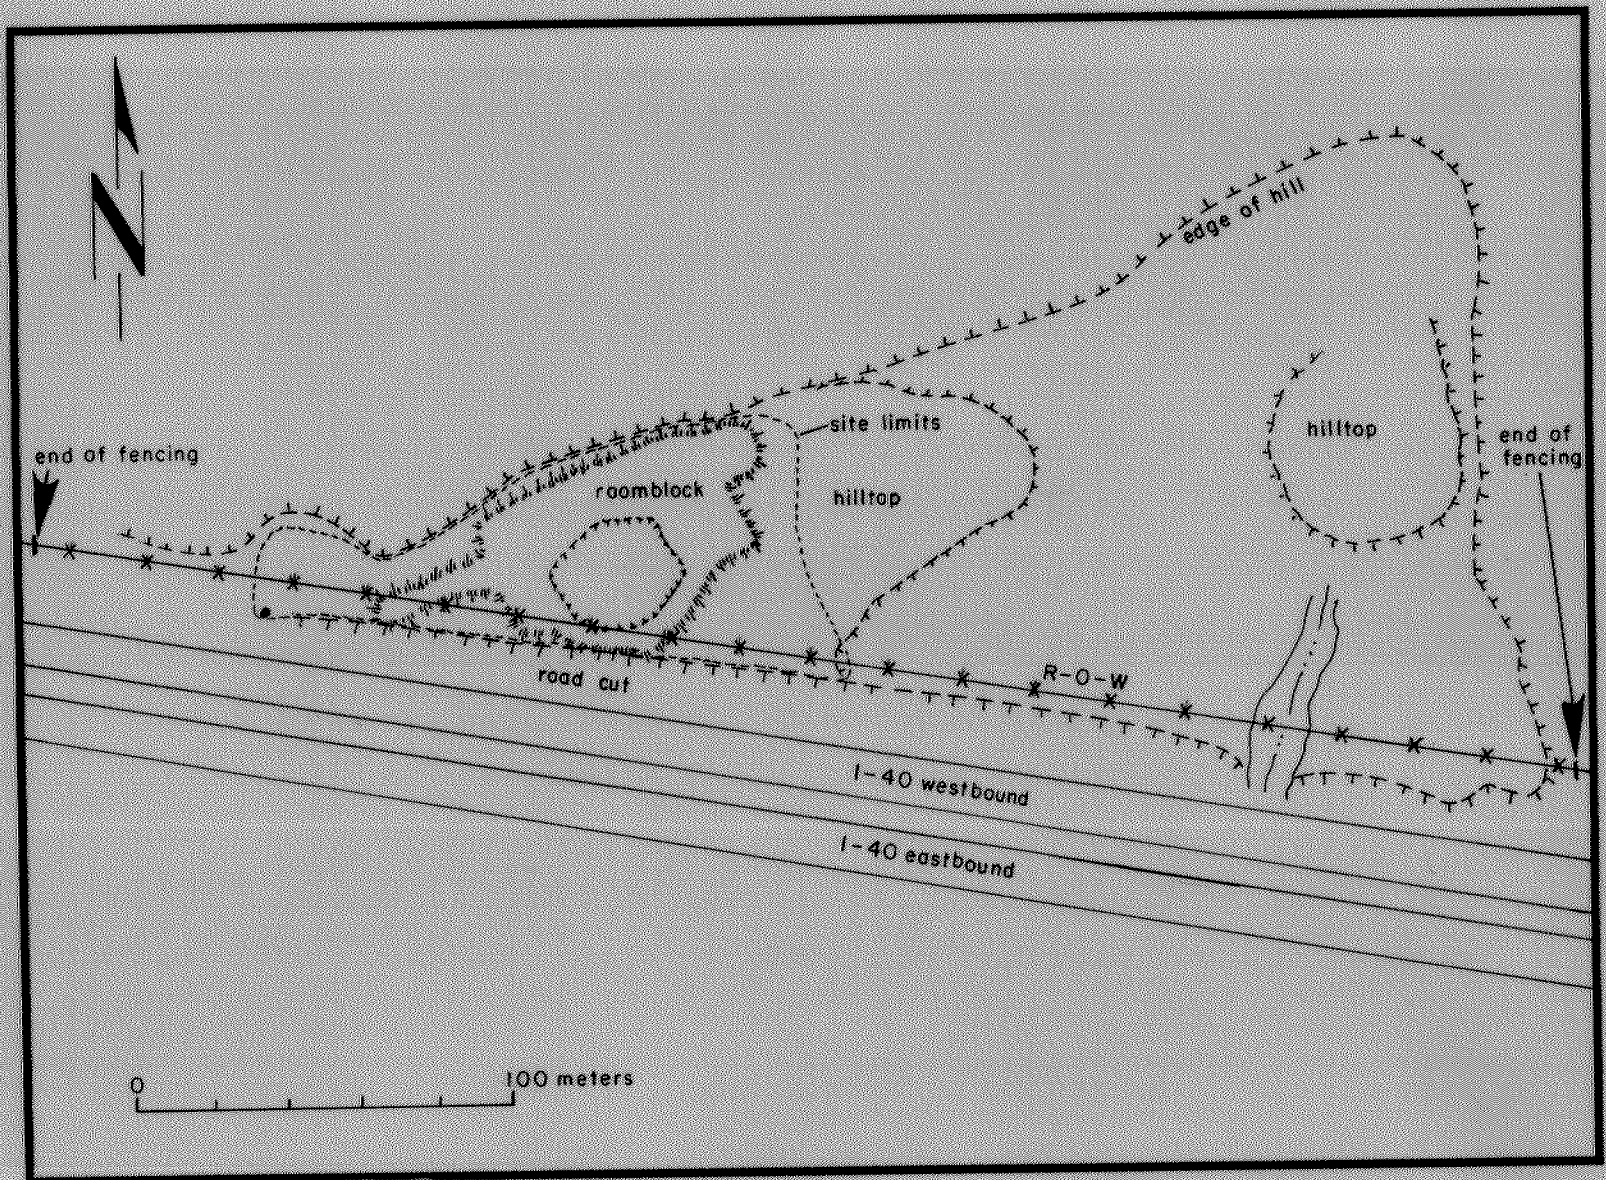 N
edge of hill
site limits
hilltop
end of
fencing
end of fencing
roomblock
hilltop
R-O-W
road cut
I-40 westbound
I-40 eastbound
0
100 meters